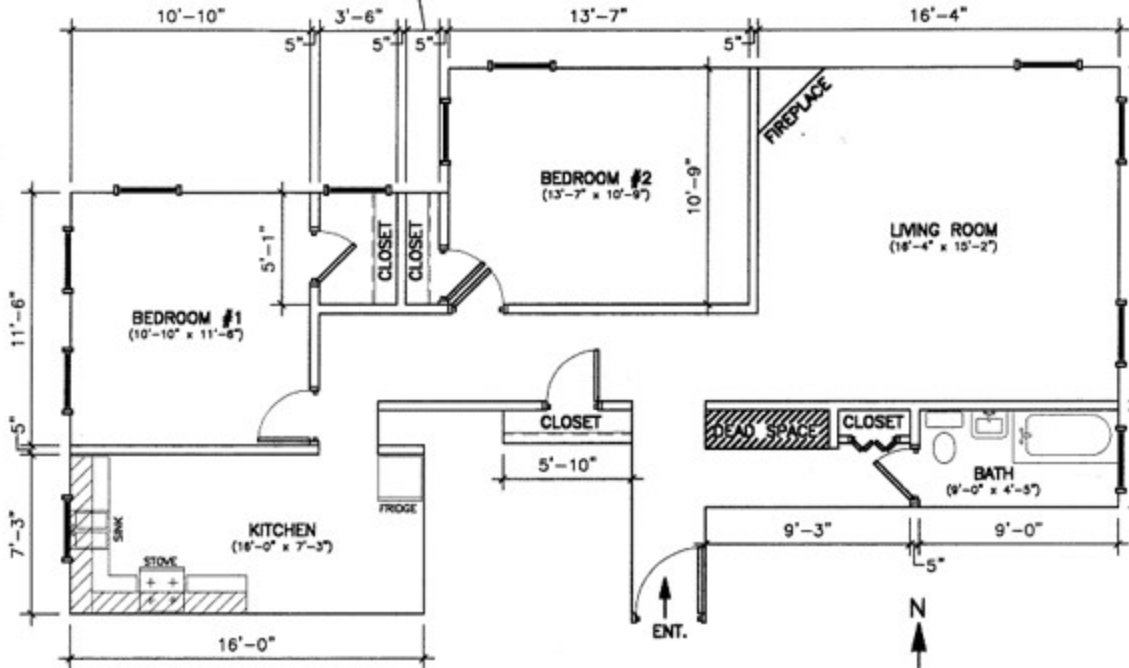 10'-10"
3'-6"
13'-7"
16'-4"
5"
5"
5"
5"
FIREPLACE
BEDROOM #2
(13'-7" x 10'-9")
10'-9"
LIVING ROOM
(16'-4" x 15'-2")
5'-1"
CLOSET
CLOSET
11'-6"
BEDROOM #1
(10'-10" x 11'-6")
5"
CLOSET
DEAD SPACE
CLOSET
5'-10"
BATH
(9'-0" x 4'-5")
7'-3"
SINK
FRIDGE
KITCHEN
(16'-0" x 7'-3")
STOVE
9'-3"
9'-0"
5"
ENT.
N
16'-0"